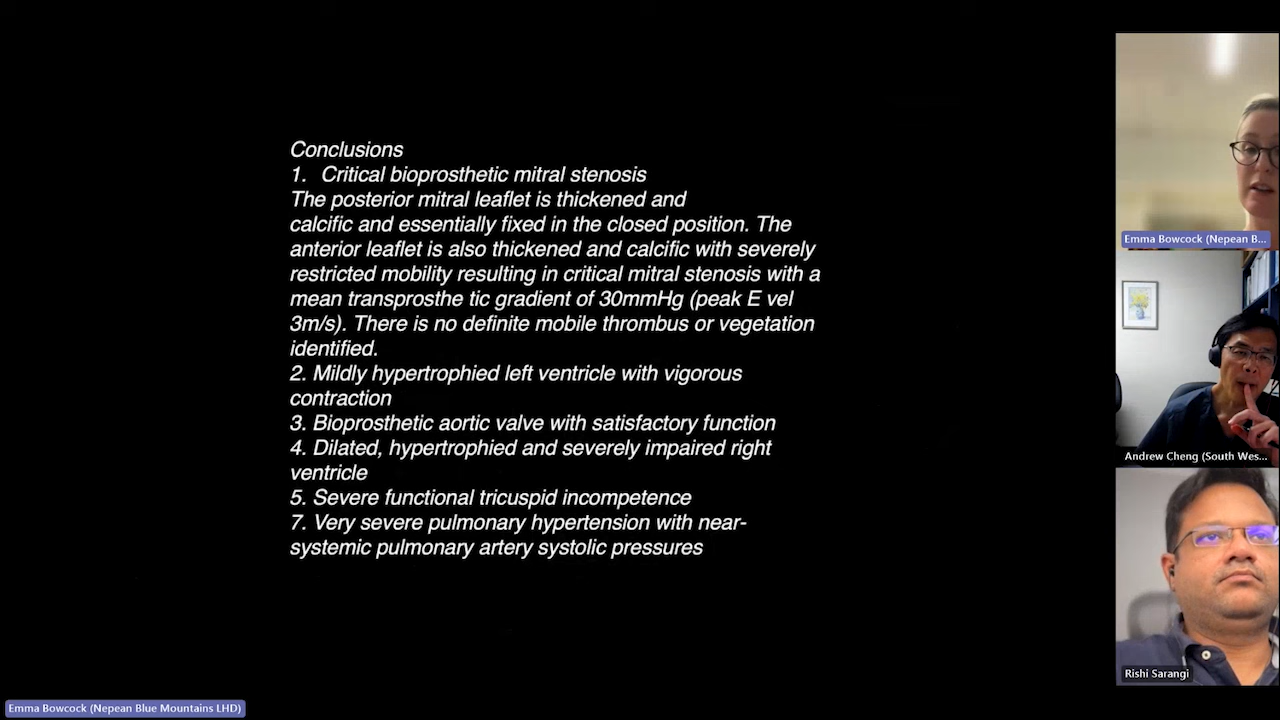 Conclusions
1. Critical bioprosthetic mitral stenosis
The posterior mitral leaflet is thickened and
calcific and essentially fixed in the closed position. The
anterior leaflet is also thickened and calcific with severely
restricted mobility resulting in critical mitral stenosis with a
mean transprosthe tic gradient of 30mmHg (peak E vel
3m/s). There is no definite mobile thrombus or vegetation
identified.
2. Mildly hypertrophied left ventricle with vigorous
contraction
3. Bioprosthetic aortic valve with satisfactory function
4. Dilated, hypertrophied and severely impaired right
ventricle
5. Severe functional tricuspid incompetence
7. Very severe pulmonary hypertension with near-
systemic pulmonary artery systolic pressures
Emma Bowcock (Nepean B...
Andrew Cheng (South Wes...
Rishi Sarangi
Emma Bowcock (Nepean Blue Mountains LHD)